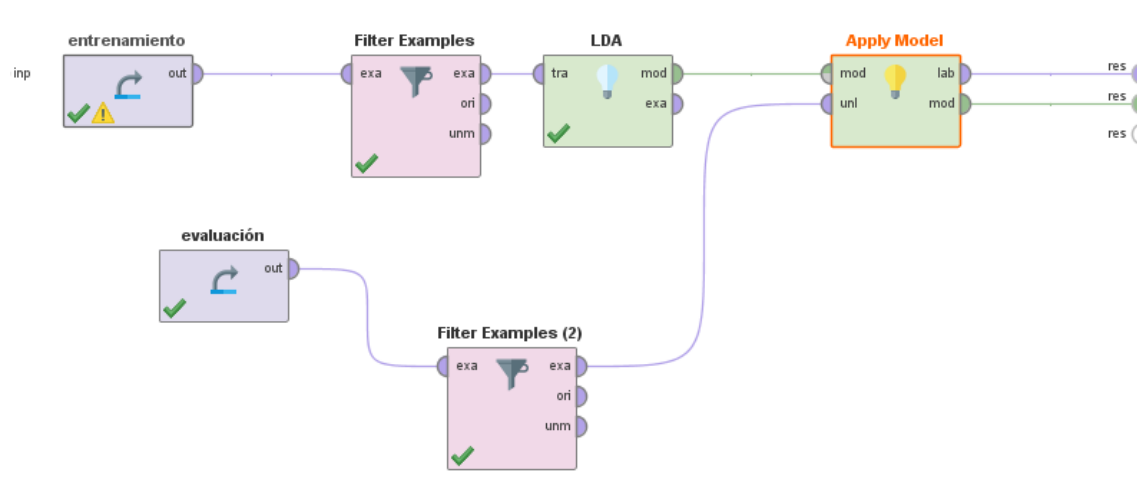 entrenamiento
Filter Examples
LDA
Apply Model
inp
out
exa
exa
ori
unm
tra
mod
exa
mod
lab
unl
mod
res
res
res
evaluación
out
Filter Examples (2)
exa
exa
ori
unm